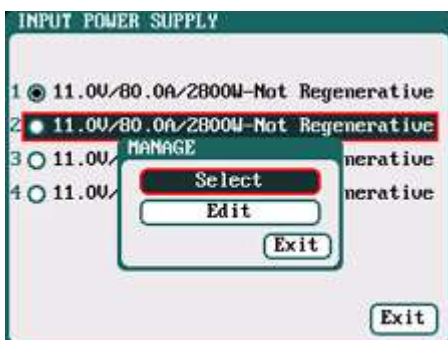 INPUT POWER SUPPLY
1 11.0V/80.0A/2800W-Not Regenerative
2 11.0V/80.0A/2800W-Not Regenerative
MANAGE
3 11.0V/ nerative
Select
4 11.0V/ nerative
Edit
Exit
Exit